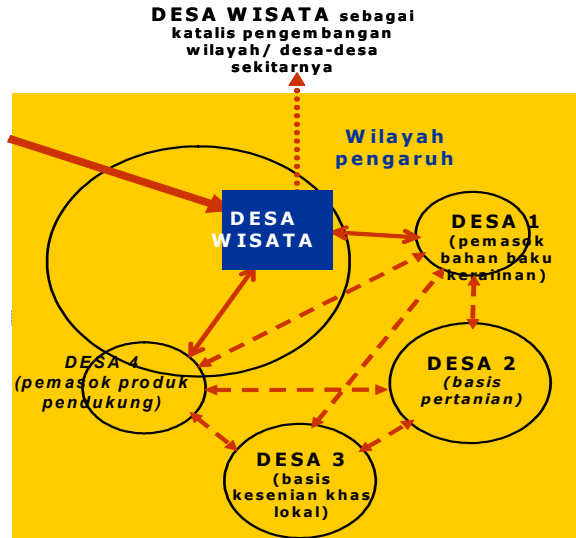 DESA WISATA sebagai
katalis pengembangan
wilayah/ desa-desa
sekitarnya
Wilayah
pengaruh
DESA
WISATA
DESA 1
(pemasok
bahan baku
kerajinan)
DESA 4
(pemasok produk
pendukung)
DESA 2
(basis
pertanian)
DESA 3
(basis
kesenian khas
lokal)